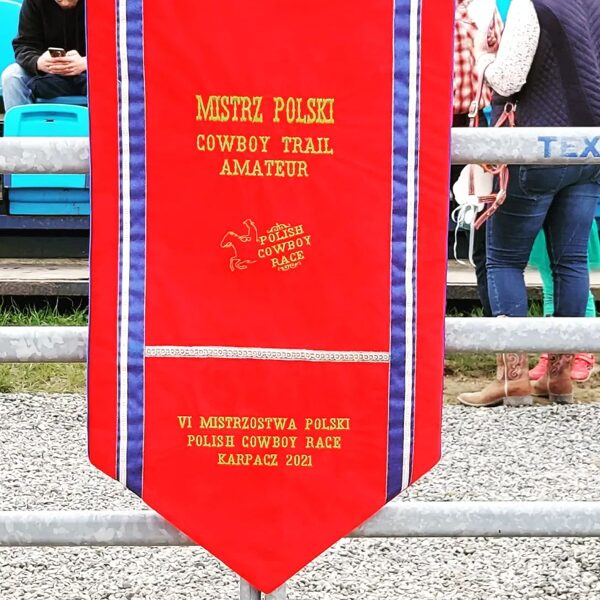 MISTRZ POLSKI
COWBOY TRAIL
AMATEUR
POLISH
COWBOY
RACE
VI MISTRZOSTWA POLSKI
POLISH COWBOY RACE
KARPACZ 2021
TEX